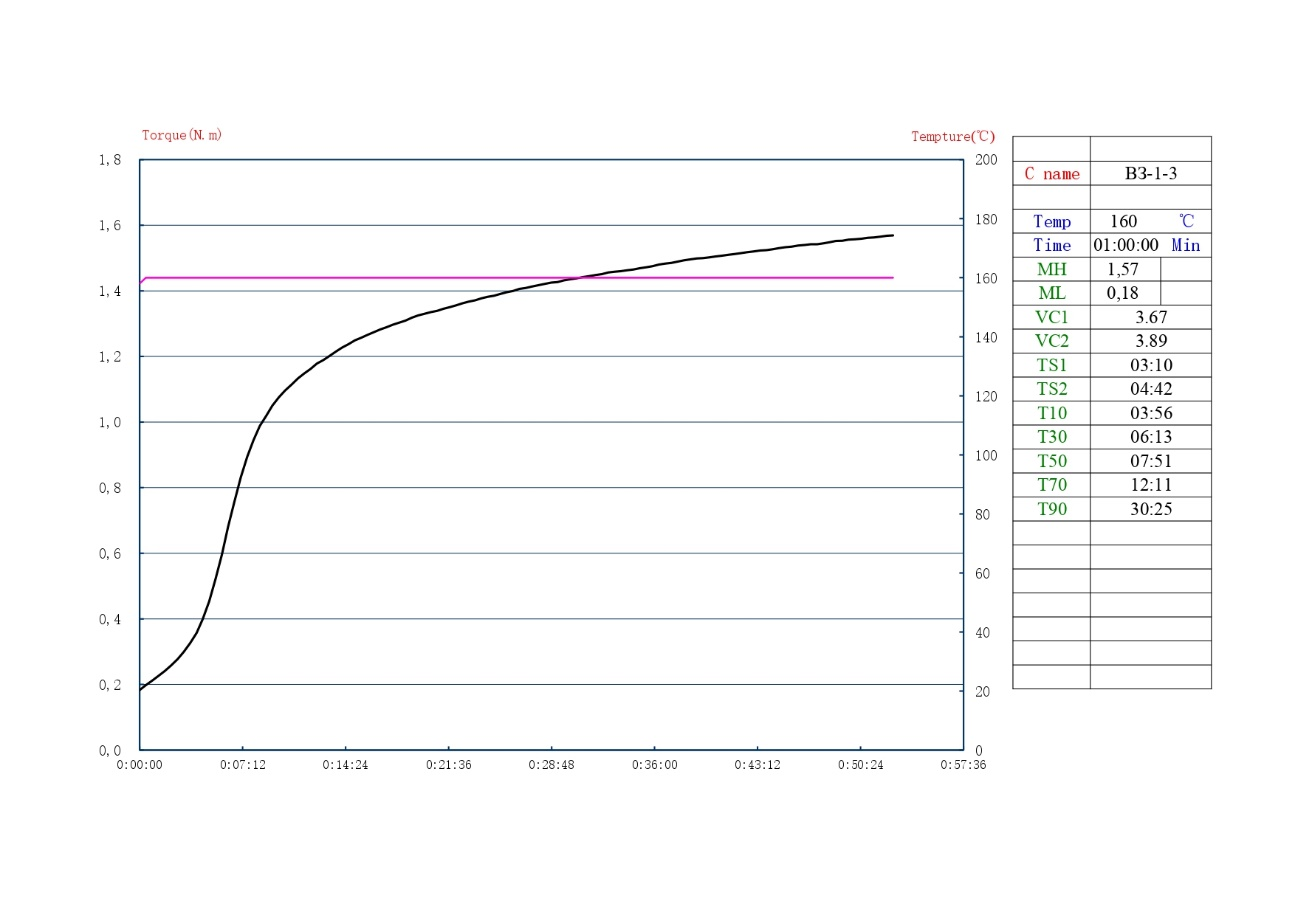 Torque(N.m)
Tempture(℃)
1,8
1,6
1,4
1,2
1,0
0,8
0,6
0,4
0,2
0,0
200
180
160
140
120
100
80
60
40
20
0
0:00:00 0:07:12 0:14:24 0:21:36 0:28:48 0:36:00 0:43:12 0:50:24 0:57:36
C name B3-1-3
Temp 160 ℃
Time 01:00:00 Min
MH 1,57
ML 0,18
VC1 3.67
VC2 3.89
TS1 03:10
TS2 04:42
T10 03:56
T30 06:13
T50 07:51
T70 12:11
T90 30:25